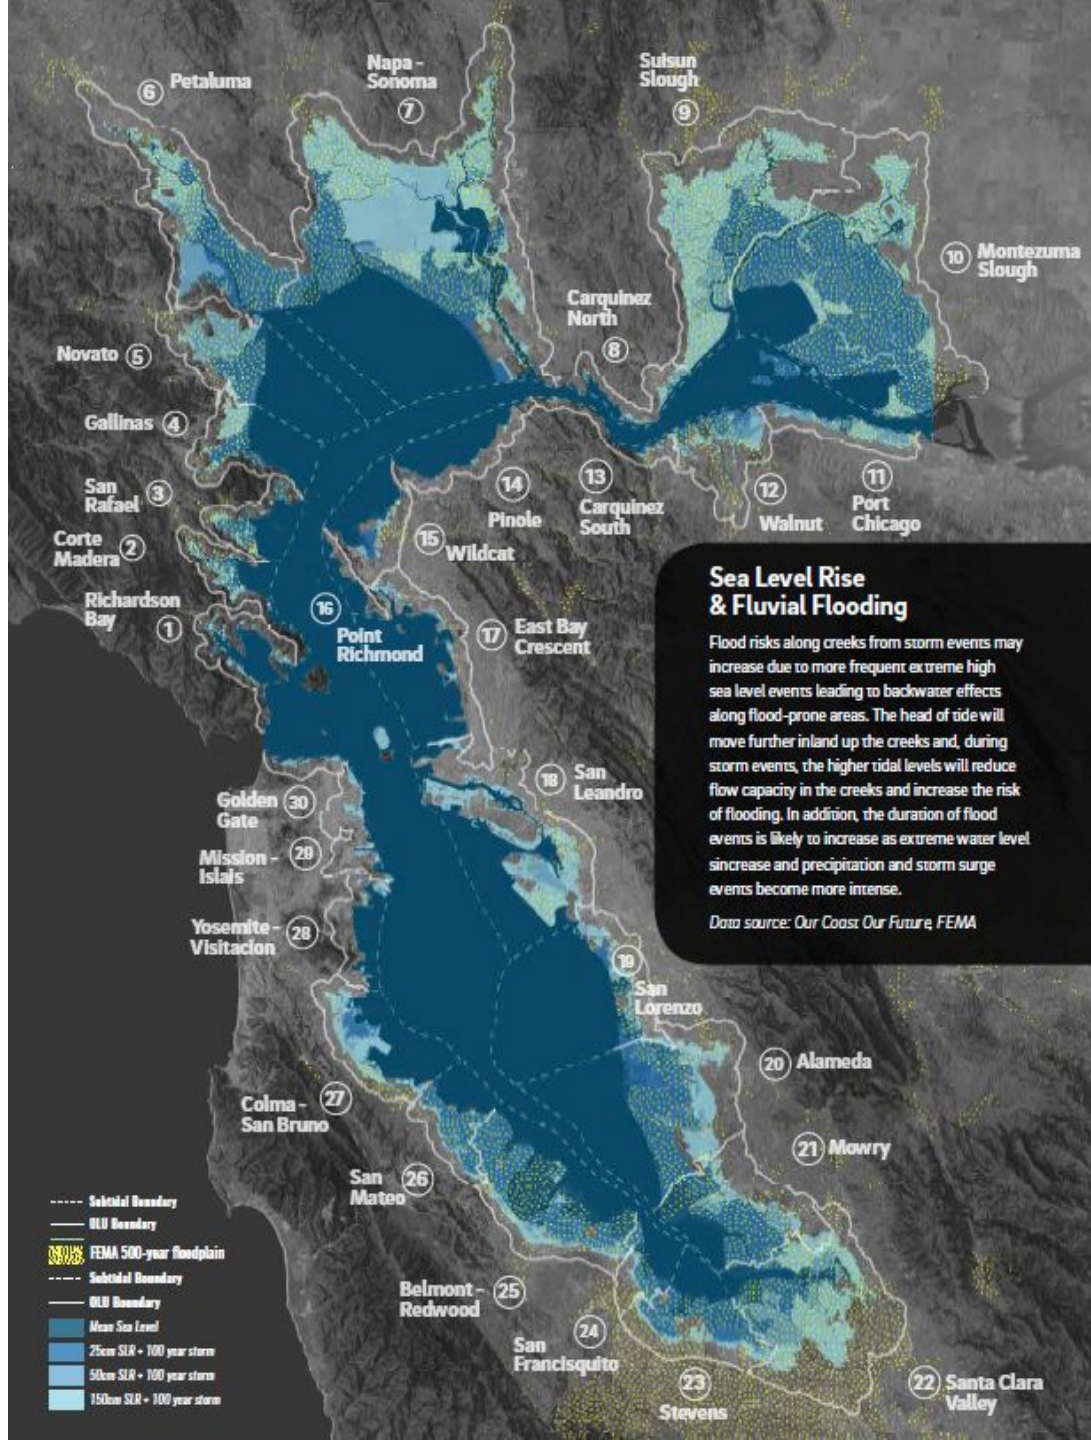 6 Petaluma
Napa -
Sonoma
7
Suisun
Slough
9
10 Montezuma
Slough
Carquinez
North
8
Novato 5
Gallinas 4
San
Rafael 3
Corte
Madera 2
Richardson
Bay
1
14
Pinole
13
Carquinez
South
12
Walnut
11
Port
Chicago
15
Wildcat
16
Point
Richmond
17 East Bay
Crescent
Sea Level Rise
& Fluvial Flooding
Flood risks along creeks from storm events may
increase due to more frequent extreme high
sea level events leading to backwater effects
along flood-prone areas. The head of tide will
move further inland up the creeks and, during
storm events, the higher tidal levels will reduce
flow capacity in the creeks and increase the risk
of flooding. In addition, the duration of flood
events is likely to increase as extreme water level
sincrease and precipitation and storm surge
events become more intense.
Data source: Our Coast Our Future, FEMA
18 San
Leandro
Golden
Gate
30
Mission -
Islais
29
Yosemite -
Visitacion
28
19
San
Lorenzo
20 Alameda
Colma -
San Bruno
27
21 Mowry
San
Mateo
26
Belmont -
Redwood
25
24
San
Francisquito
23
Stevens
22 Santa Clara
Valley
Subtidal Boundary
OLU Boundary
FEMA 500-year floodplain
Subtidal Boundary
OLU Boundary
Mean Sea Level
25cm SLR + 100 year storm
50cm SLR + 100 year storm
150cm SLR + 100 year storm